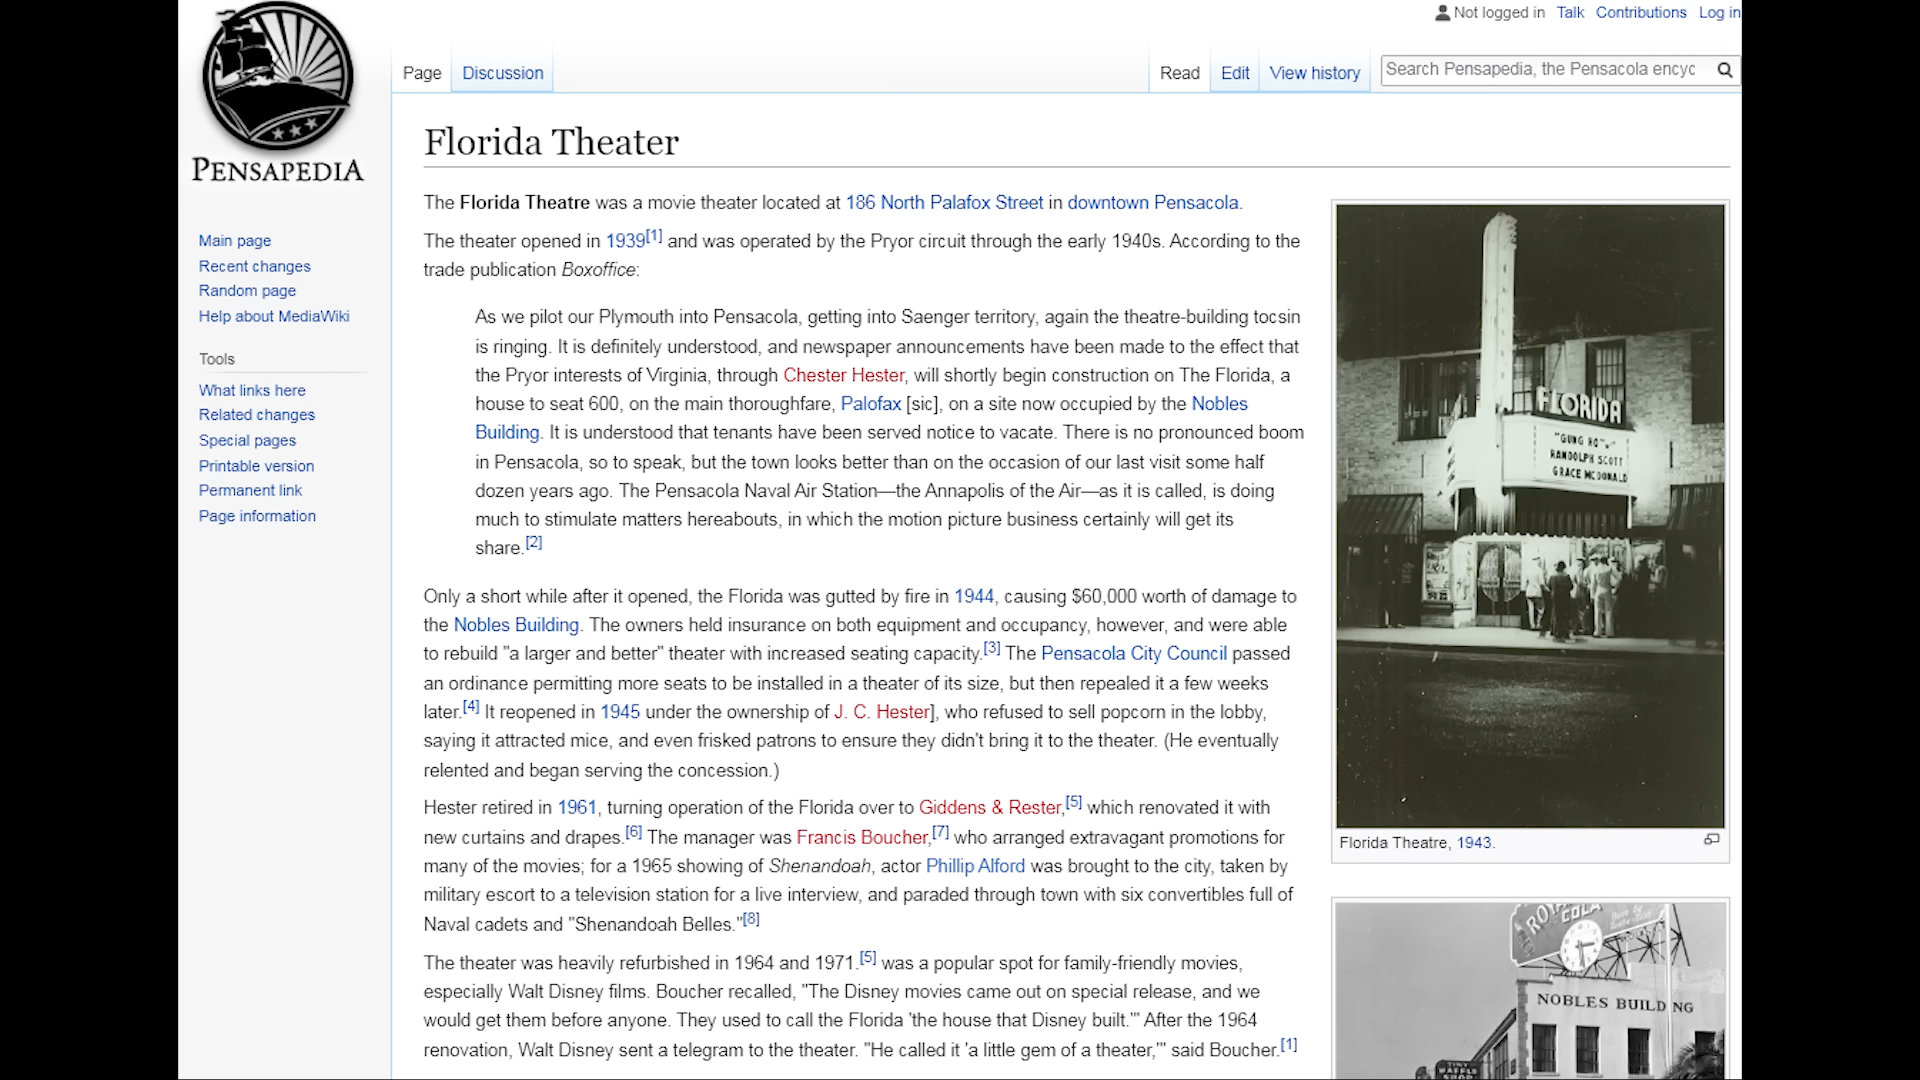 Not logged in Talk Contributions Log in
PENSAPEDIA
Page Discussion Read Edit View history Search Pensapedia, the Pensacola encyc
Main page
Recent changes
Random page
Help about MediaWiki
Tools
What links here
Related changes
Special pages
Printable version
Permanent link
Page information
Florida Theater
The Florida Theatre was a movie theater located at 186 North Palafox Street in downtown Pensacola.
The theater opened in 1939[1] and was operated by the Pryor circuit through the early 1940s. According to the
trade publication Boxoffice:
As we pilot our Plymouth into Pensacola, getting into Saenger territory, again the theatre-building tocsin
is ringing. It is definitely understood, and newspaper announcements have been made to the effect that
the Pryor interests of Virginia, through Chester Hester, will shortly begin construction on The Florida, a
house to seat 600, on the main thoroughfare, Palofax [sic], on a site now occupied by the Nobles
Building. It is understood that tenants have been served notice to vacate. There is no pronounced boom
in Pensacola, so to speak, but the town looks better than on the occasion of our last visit some half
dozen years ago. The Pensacola Naval Air Station—the Annapolis of the Air—as it is called, is doing
much to stimulate matters hereabouts, in which the motion picture business certainly will get its
share.[2]
Only a short while after it opened, the Florida was gutted by fire in 1944, causing $60,000 worth of damage to
the Nobles Building. The owners held insurance on both equipment and occupancy, however, and were able
to rebuild "a larger and better" theater with increased seating capacity.[3] The Pensacola City Council passed
an ordinance permitting more seats to be installed in a theater of its size, but then repealed it a few weeks
later.[4] It reopened in 1945 under the ownership of J. C. Hester], who refused to sell popcorn in the lobby,
saying it attracted mice, and even frisked patrons to ensure they didn't bring it to the theater. (He eventually
relented and began serving the concession.)
Hester retired in 1961, turning operation of the Florida over to Giddens & Rester,[5] which renovated it with
new curtains and drapes.[6] The manager was Francis Boucher,[7] who arranged extravagant promotions for
many of the movies; for a 1965 showing of Shenandoah, actor Phillip Alford was brought to the city, taken by
military escort to a television station for a live interview, and paraded through town with six convertibles full of
Naval cadets and "Shenandoah Belles."[8]
The theater was heavily refurbished in 1964 and 1971.[5] was a popular spot for family-friendly movies,
especially Walt Disney films. Boucher recalled, "The Disney movies came out on special release, and we
would get them before anyone. They used to call the Florida 'the house that Disney built.'" After the 1964
renovation, Walt Disney sent a telegram to the theater. "He called it 'a little gem of a theater,'" said Boucher.[1]
FLORIDA
"GUNG HO"
RANDOLPH SCOTT
GRACE MCDONALD
Florida Theatre, 1943.
COLA
NOBLES BUILDING